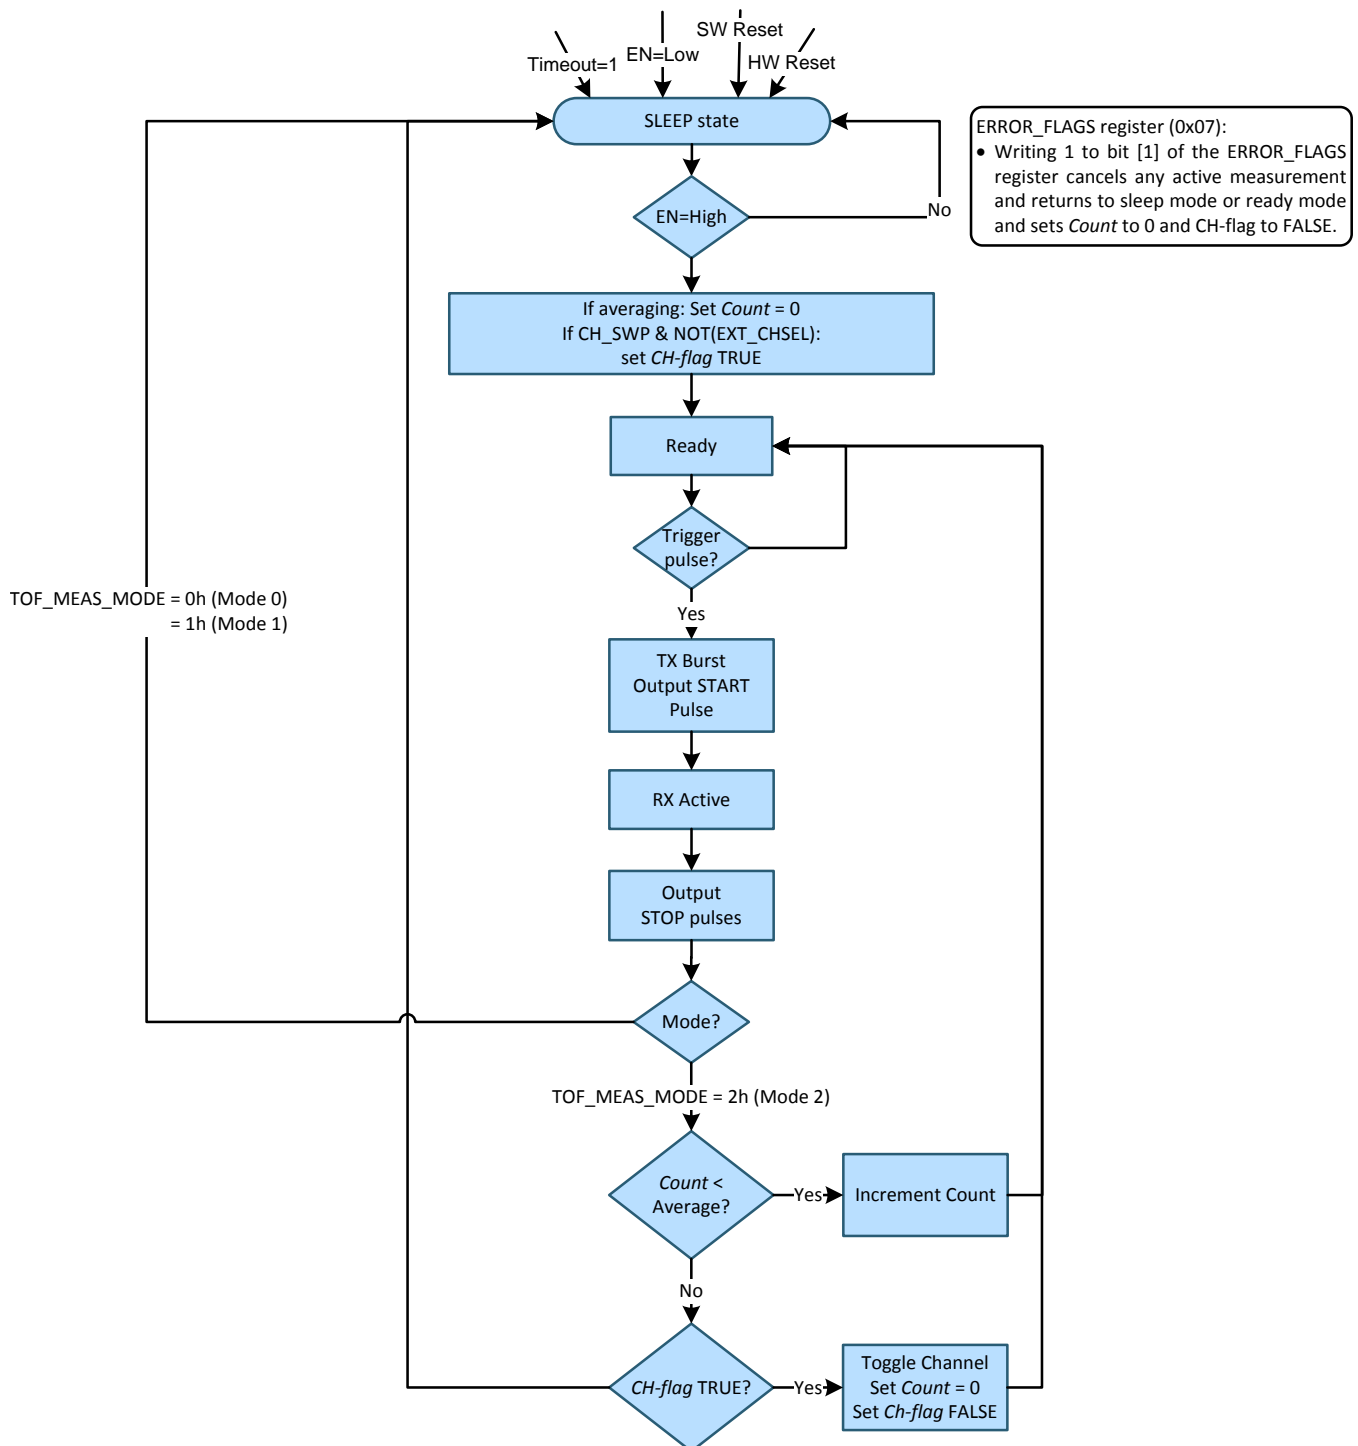 SW Reset
EN=Low
HW Reset
Timeout=1
SLEEP state
ERROR_FLAGS register (0x07):
• Writing 1 to bit [1] of the ERROR_FLAGS
register cancels any active measurement
and returns to sleep mode or ready mode
and sets Count to 0 and CH-flag to FALSE.
EN=High
No
If averaging: Set Count = 0
If CH_SWP & NOT(EXT_CHSEL):
set CH-flag TRUE
Ready
Trigger
pulse?
Yes
TOF_MEAS_MODE = 0h (Mode 0)
= 1h (Mode 1)
TX Burst
Output START
Pulse
RX Active
Output
STOP pulses
Mode?
TOF_MEAS_MODE = 2h (Mode 2)
Count <
Average?
Yes
Increment Count
No
CH-flag TRUE?
Yes
Toggle Channel
Set Count = 0
Set Ch-flag FALSE